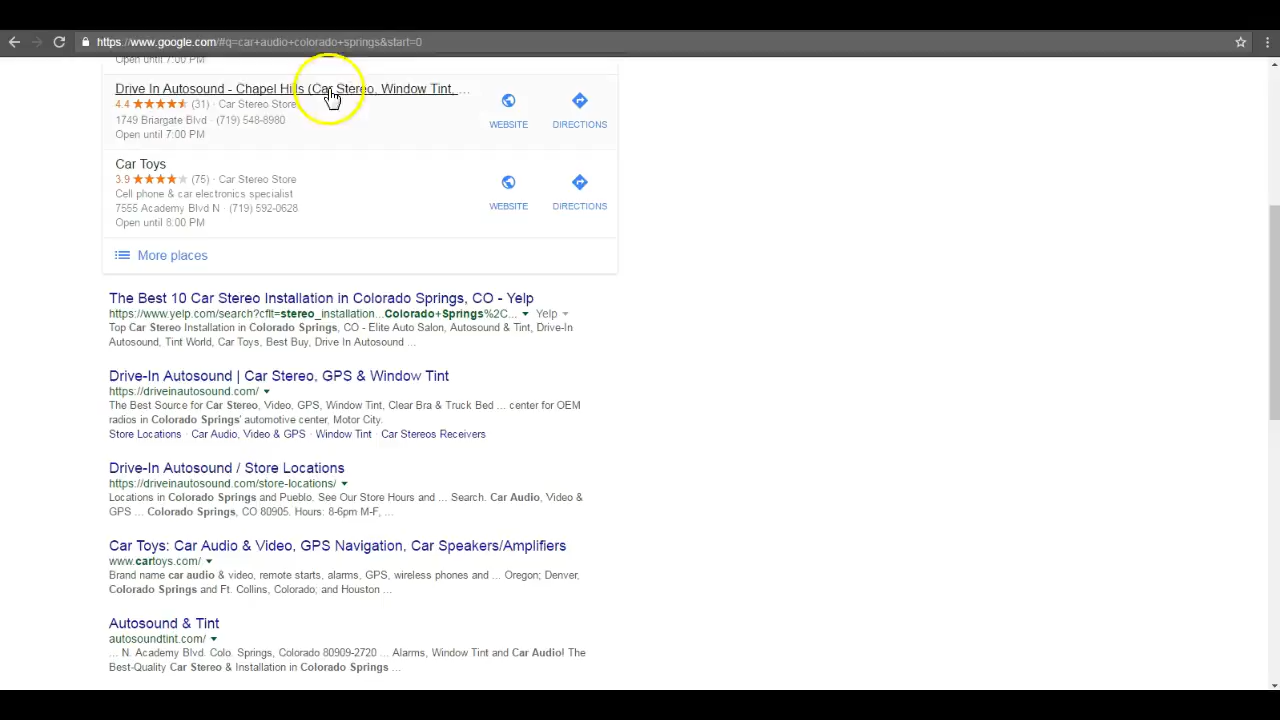 https://www.google.com/#q=car+audio+colorado+springs&start=0
Open until 7:00 PM
Drive In Autosound - Chapel Hills (Car Stereo, Window Tint, ...
4.4 (31) · Car Stereo Store
1749 Briargate Blvd · (719) 548-8980
Open until 7:00 PM
WEBSITE
DIRECTIONS
Car Toys
3.9 (75) · Car Stereo Store
Cell phone & car electronics specialist
7555 Academy Blvd N · (719) 592-0628
Open until 8:00 PM
WEBSITE
DIRECTIONS
More places
The Best 10 Car Stereo Installation in Colorado Springs, CO - Yelp
https://www.yelp.com/search?cflt=stereo_installation...Colorado+Springs%2C... Yelp
Top Car Stereo Installation in Colorado Springs, CO - Elite Auto Salon, Autosound & Tint, Drive-In
Autosound, Tint World, Car Toys, Best Buy, Drive In Autosound ...
Drive-In Autosound | Car Stereo, GPS & Window Tint
https://driveinautosound.com/
The Best Source for Car Stereo, Video, GPS, Window Tint, Clear Bra & Truck Bed ... center for OEM
radios in Colorado Springs' automotive center, Motor City.
Store Locations · Car Audio, Video & GPS · Window Tint · Car Stereos Receivers
Drive-In Autosound / Store Locations
https://driveinautosound.com/store-locations/
Locations in Colorado Springs and Pueblo. See Our Store Hours and ... Search. Car Audio, Video &
GPS ... Colorado Springs, CO 80905. Hours: 8-6pm M-F, ...
Car Toys: Car Audio & Video, GPS Navigation, Car Speakers/Amplifiers
www.cartoys.com/
Brand name car audio & video, remote starts, alarms, GPS, wireless phones and ... Oregon; Denver,
Colorado Springs and Ft. Collins, Colorado, and Houston ...
Autosound & Tint
autosoundtint.com/
... N. Academy Blvd. Colo. Springs, Colorado 80909-2720 ... Alarms, Window Tint and Car Audio! The
Best-Quality Car Stereo & Installation in Colorado Springs ...